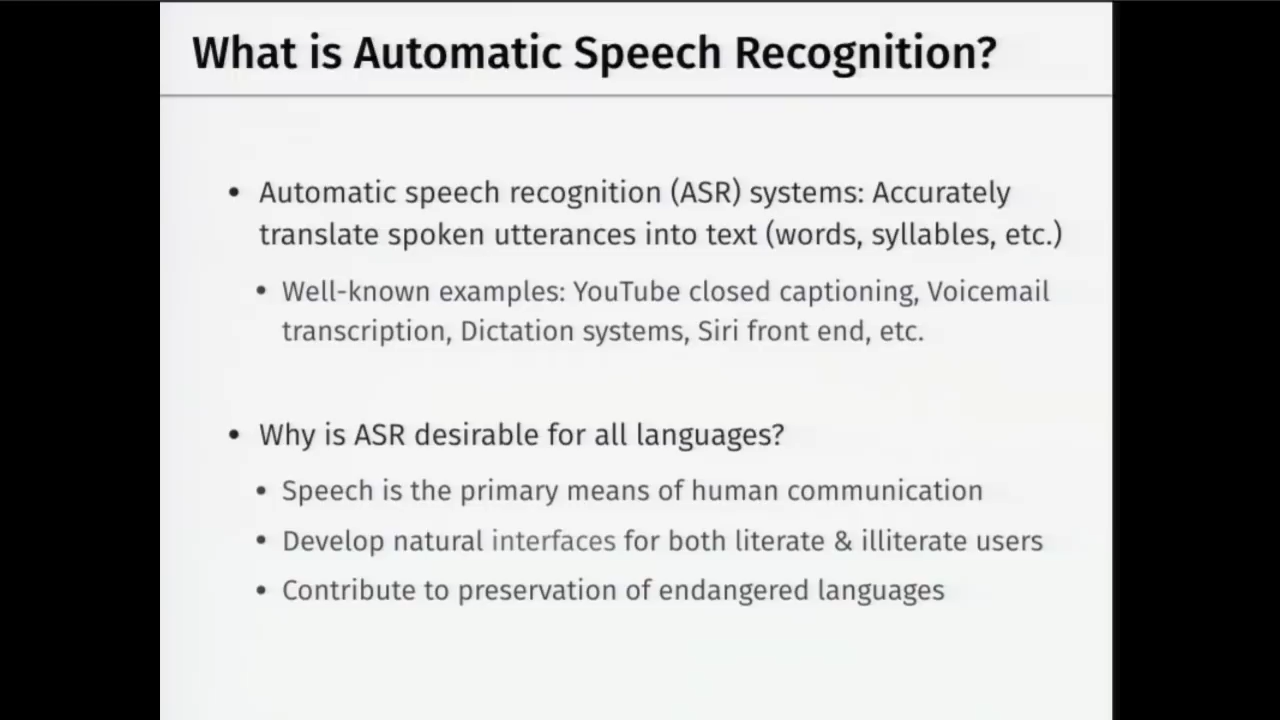 What is Automatic Speech Recognition?
• Automatic speech recognition (ASR) systems: Accurately
translate spoken utterances into text (words, syllables, etc.)
• Well-known examples: YouTube closed captioning, Voicemail
transcription, Dictation systems, Siri front end, etc.
• Why is ASR desirable for all languages?
• Speech is the primary means of human communication
• Develop natural interfaces for both literate & illiterate users
• Contribute to preservation of endangered languages